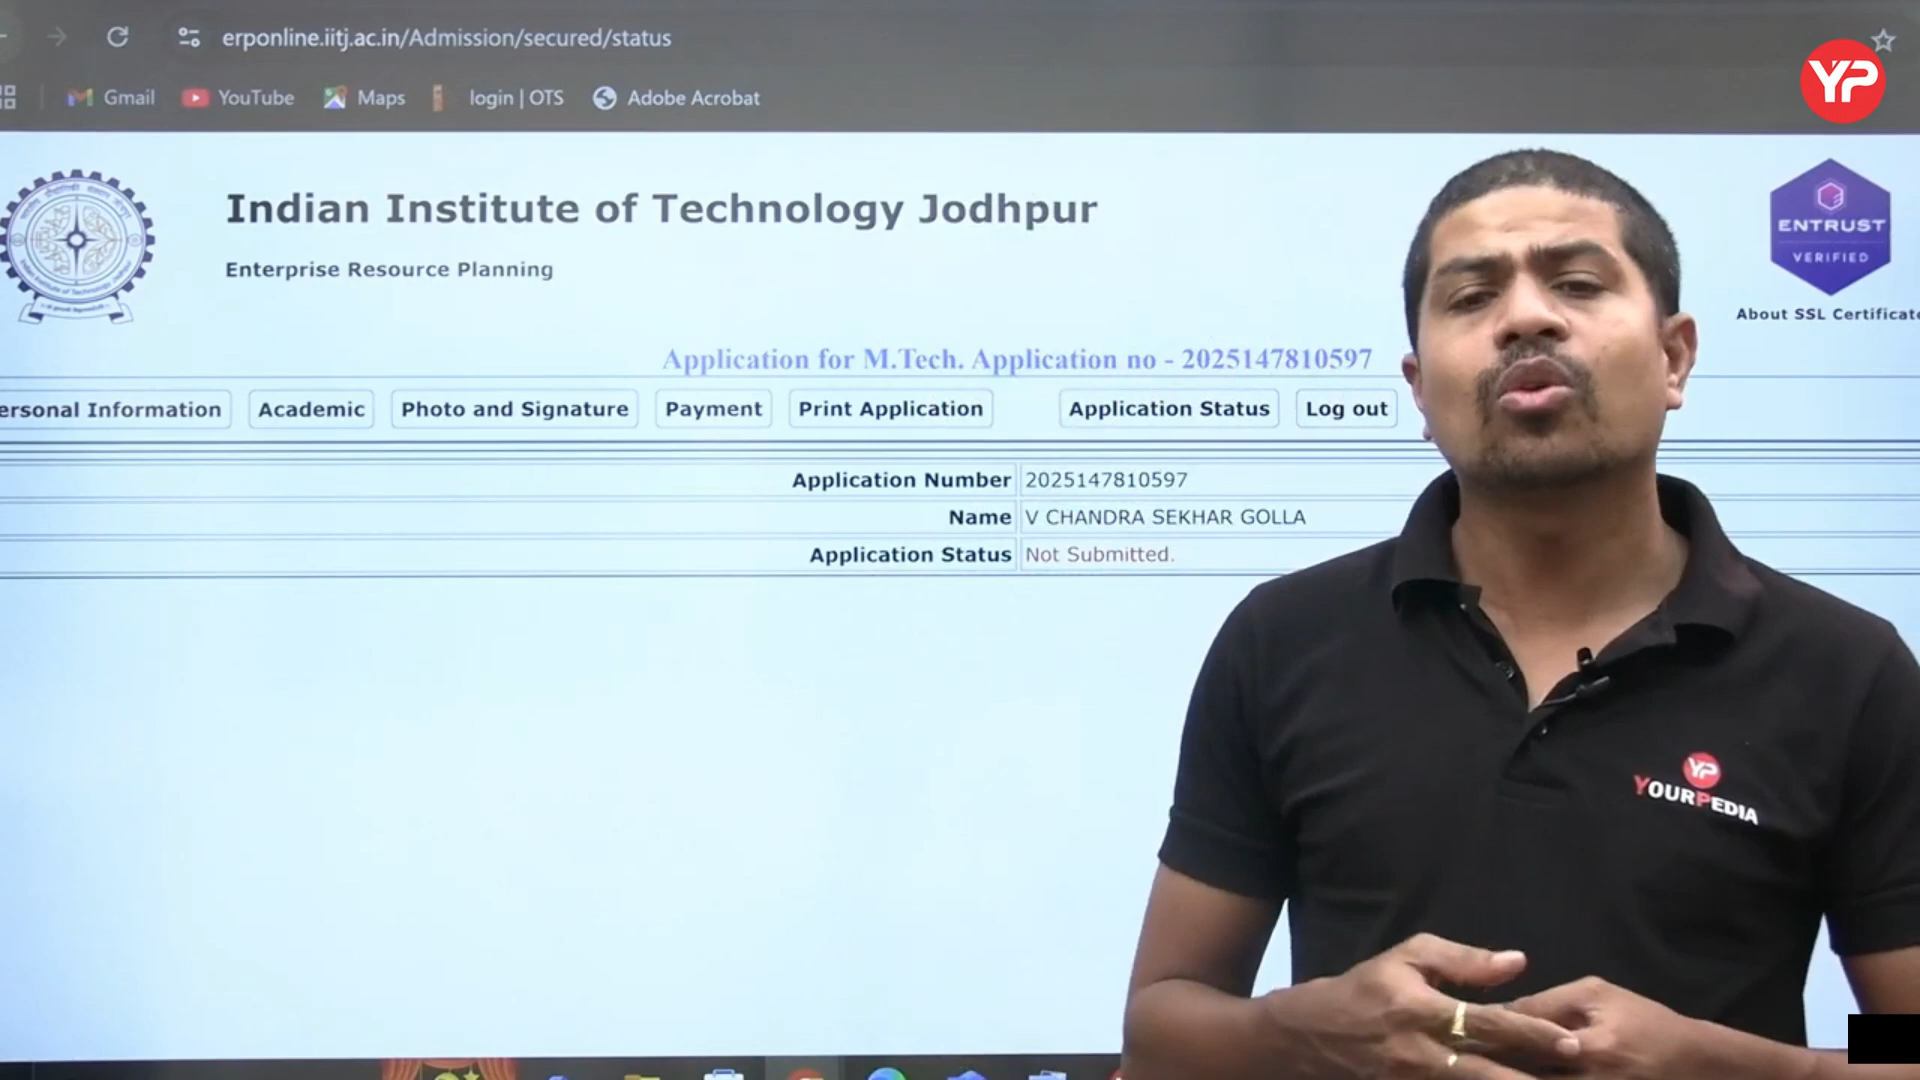 erponline.iitj.ac.in/Admission/secured/status
Gmail YouTube Maps login | OTS Adobe Acrobat
YP
Indian Institute of Technology Jodhpur
Enterprise Resource Planning
ENTRUST
VERIFIED
About SSL Certificate
Application for M.Tech. Application no - 2025147810597
ersonal Information Academic Photo and Signature Payment Print Application Application Status Log out
Application Number 2025147810597
Name V CHANDRA SEKHAR GOLLA
Application Status Not Submitted.
YP
YOURPEDIA